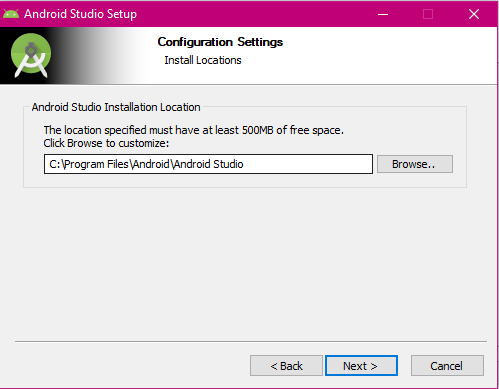 Android Studio Setup
Configuration Settings
Install Locations
Android Studio Installation Location
The location specified must have at least 500MB of free space.
Click Browse to customize:
C:\Program Files\Android\Android Studio
Browse..
< Back
Next >
Cancel